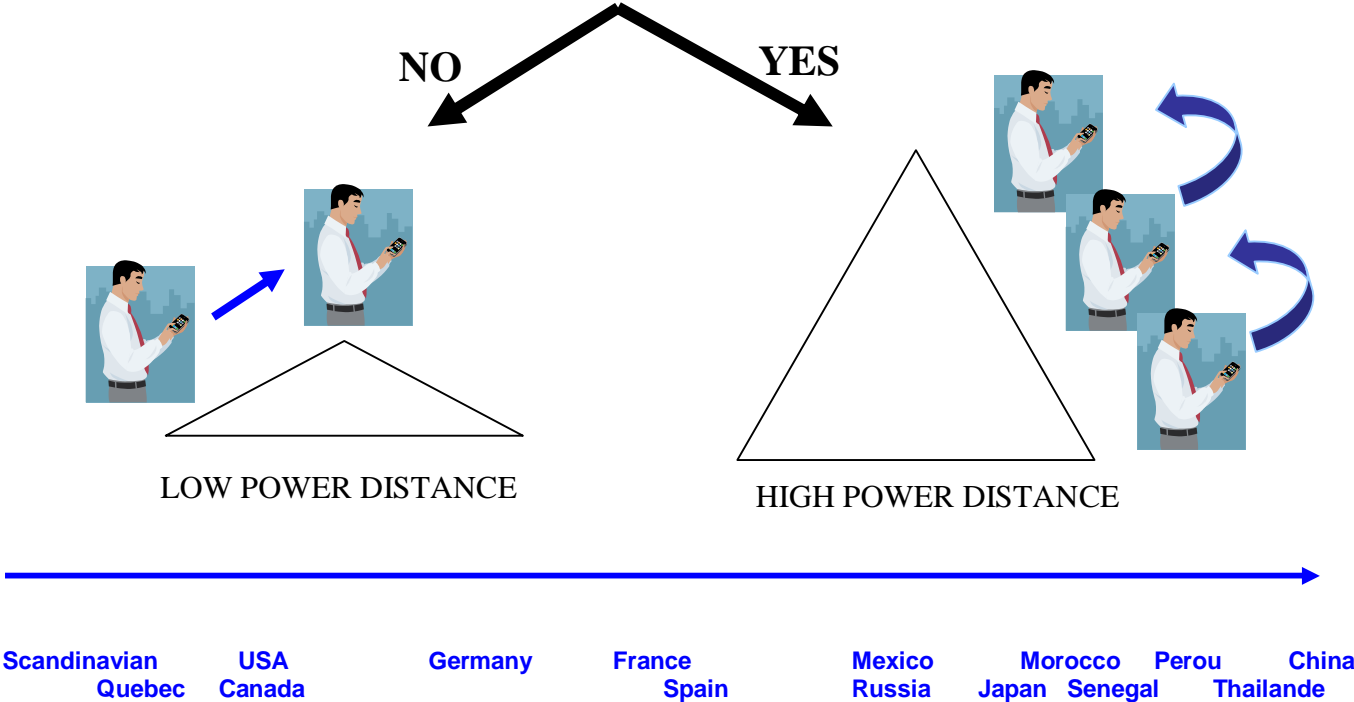 NO
YES
LOW POWER DISTANCE
HIGH POWER DISTANCE
Scandinavian USA Germany France Mexico Morocco Perou China
Quebec Canada Spain Russia Japan Senegal Thailande